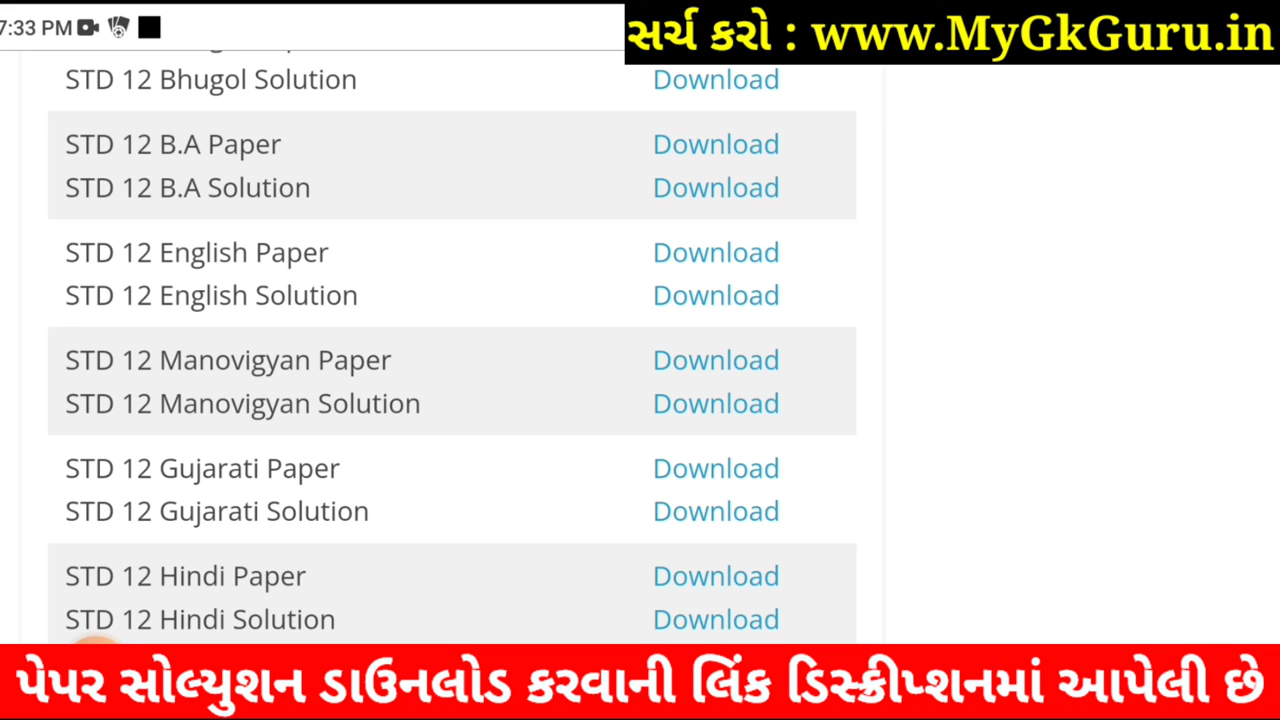 7:33 PM
સર્ચ કરો : www.MyGkGuru.in
STD 12 Bhugol Solution Download
STD 12 B.A Paper Download
STD 12 B.A Solution Download
STD 12 English Paper Download
STD 12 English Solution Download
STD 12 Manovigyan Paper Download
STD 12 Manovigyan Solution Download
STD 12 Gujarati Paper Download
STD 12 Gujarati Solution Download
STD 12 Hindi Paper Download
STD 12 Hindi Solution Download
પેપર સોલ્યુશન ડાઉનલોડ કરવાની લિંક ડિસ્ક્રીપ્શનમાં આપેલી છે